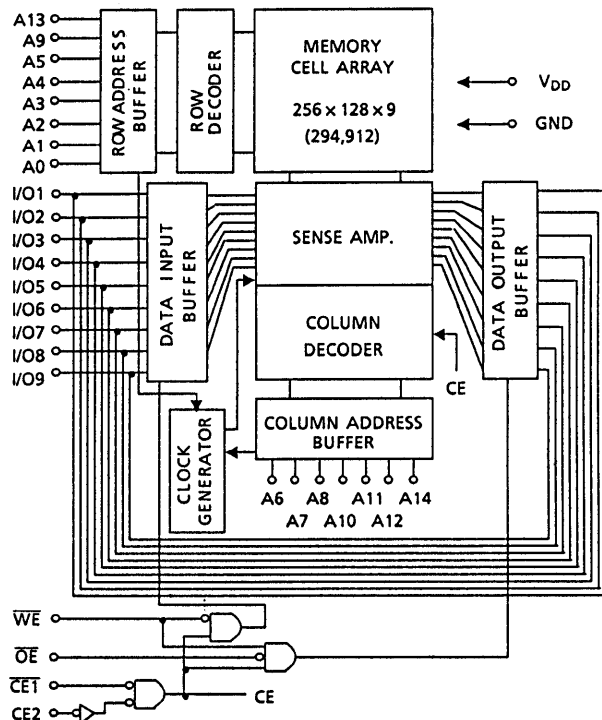 A13
A9
A5
A4
A3
A2
A1
A0
ROW ADDRESS
BUFFER
ROW
DECODER
MEMORY
CELL ARRAY
256 x 128 x 9
(294,912)
VDD
GND
I/O1
I/O2
I/O3
I/O4
I/O5
I/O6
I/O7
I/O8
I/O9
DATA INPUT
BUFFER
SENSE AMP.
DATA OUTPUT
BUFFER
COLUMN
DECODER
CE
CLOCK
GENERATOR
COLUMN ADDRESS
BUFFER
A6 A8 A11 A14
A7 A10 A12
W̅E̅
O̅E̅
C̅E̅1̅
CE
CE2